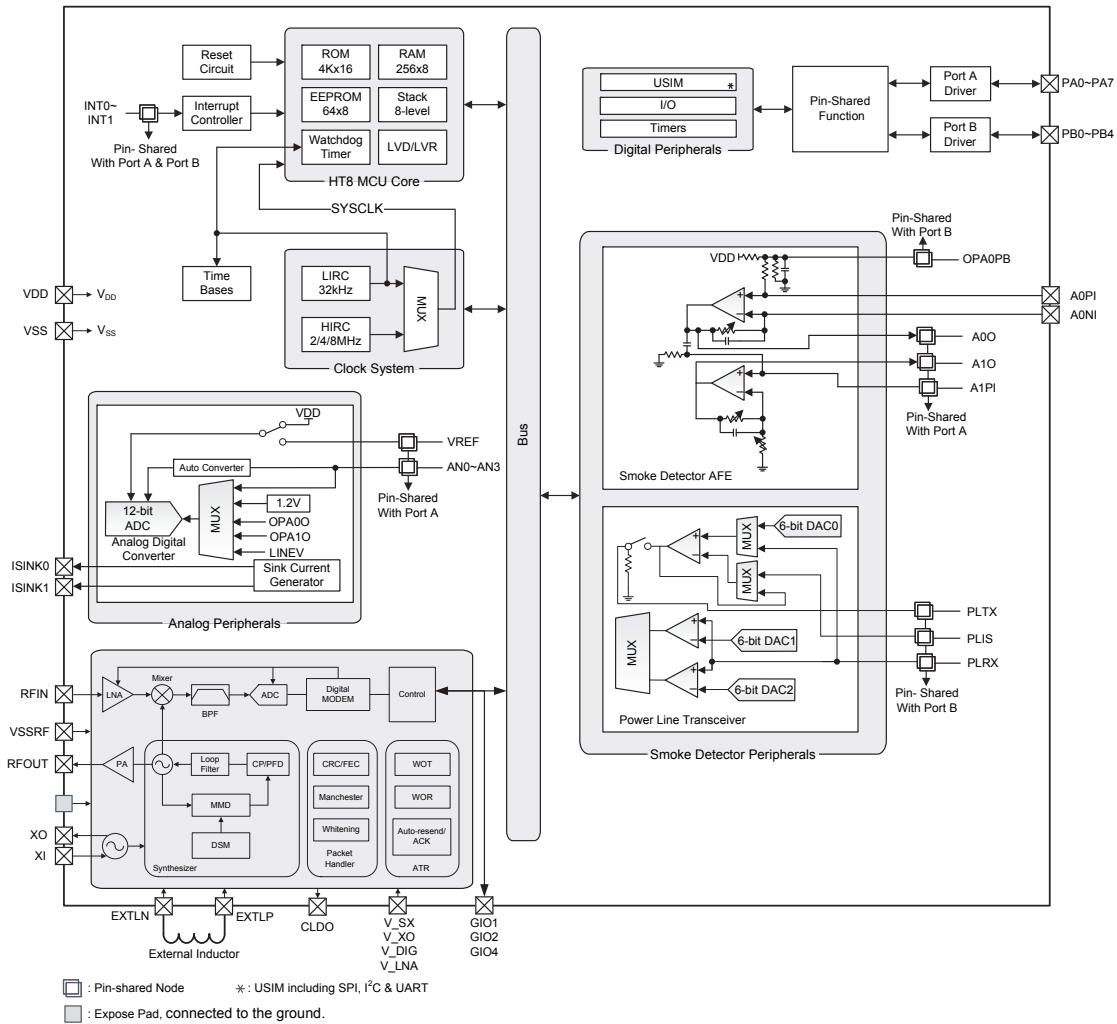 Reset
Circuit
INT0~
INT1
Interrupt
Controller
Pin- Shared
With Port A & Port B
ROM
4Kx16
RAM
256x8
EEPROM
64x8
Stack
8-level
Watchdog
Timer
LVD/LVR
HT8 MCU Core
SYSCLK
Time
Bases
LIRC
32kHz
HIRC
2/4/8MHz
MUX
Clock System
VDD
V_DD
VSS
V_SS
Bus
USIM
*
I/O
Timers
Digital Peripherals
Pin-Shared
Function
Port A
Driver
Port B
Driver
PA0~PA7
PB0~PB4
Pin-Shared
With Port B
VDD
OPA0PB
+
−
A0PI
A0NI
A0O
A1O
A1PI
+
−
Pin-Shared
With Port A
Smoke Detector AFE
VDD
VREF
Auto Converter
AN0~AN3
Pin-Shared
With Port A
12-bit
ADC
MUX
1.2V
OPA0O
OPA1O
LINEV
Analog Digital
Converter
Sink Current
Generator
ISINK0
ISINK1
Analog Peripherals
6-bit DAC0
MUX
+
−
MUX
PLTX
PLIS
PLRX
MUX
+
−
6-bit DAC1
+
−
6-bit DAC2
Pin- Shared
With Port B
Power Line Transceiver
Smoke Detector Peripherals
RFIN
LNA
Mixer
BPF
ADC
Digital
MODEM
Control
VSSRF
RFOUT
PA
Loop
Filter
CP/PFD
MMD
DSM
Synthesizer
CRC/FEC
Manchester
Whitening
Packet
Handler
WOT
WOR
Auto-resend/
ACK
ATR
XO
XI
EXTLN
EXTLP
External Inductor
CLDO
V_SX
V_XO
V_DIG
V_LNA
GIO1
GIO2
GIO4
: Pin-shared Node
* : USIM including SPI, I²C & UART
: Expose Pad, connected to the ground.